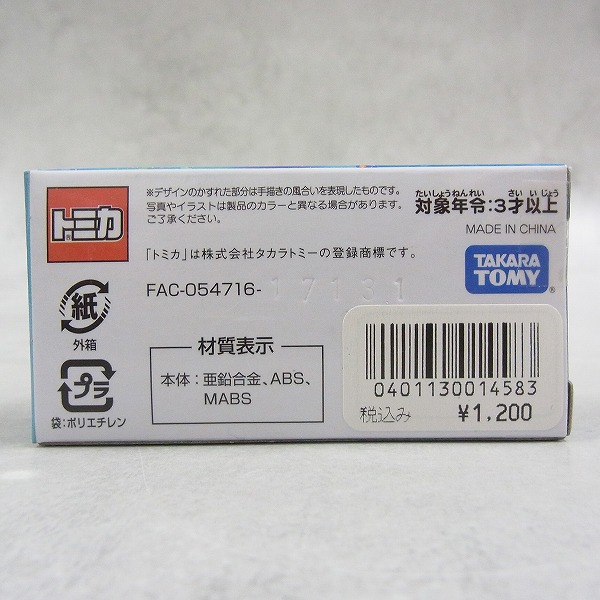 トミカ®
※デザインのかすれた部分は手描きの風合いを表現したものです。
写真やイラストは製品のカラーと異なる場合があります。
ご了承ください。
たいしょうねんれい さい いじょう
対象年令:3才以上
MADE IN CHINA
「トミカ」は株式会社タカラトミーの登録商標です。
TAKARA
TOMY®
FAC-054716- 17131
紙
外箱
プラ
袋:ポリエチレン
材質表示
本体:亜鉛合金、ABS、
MABS
0401130014583
税込み ¥1,200